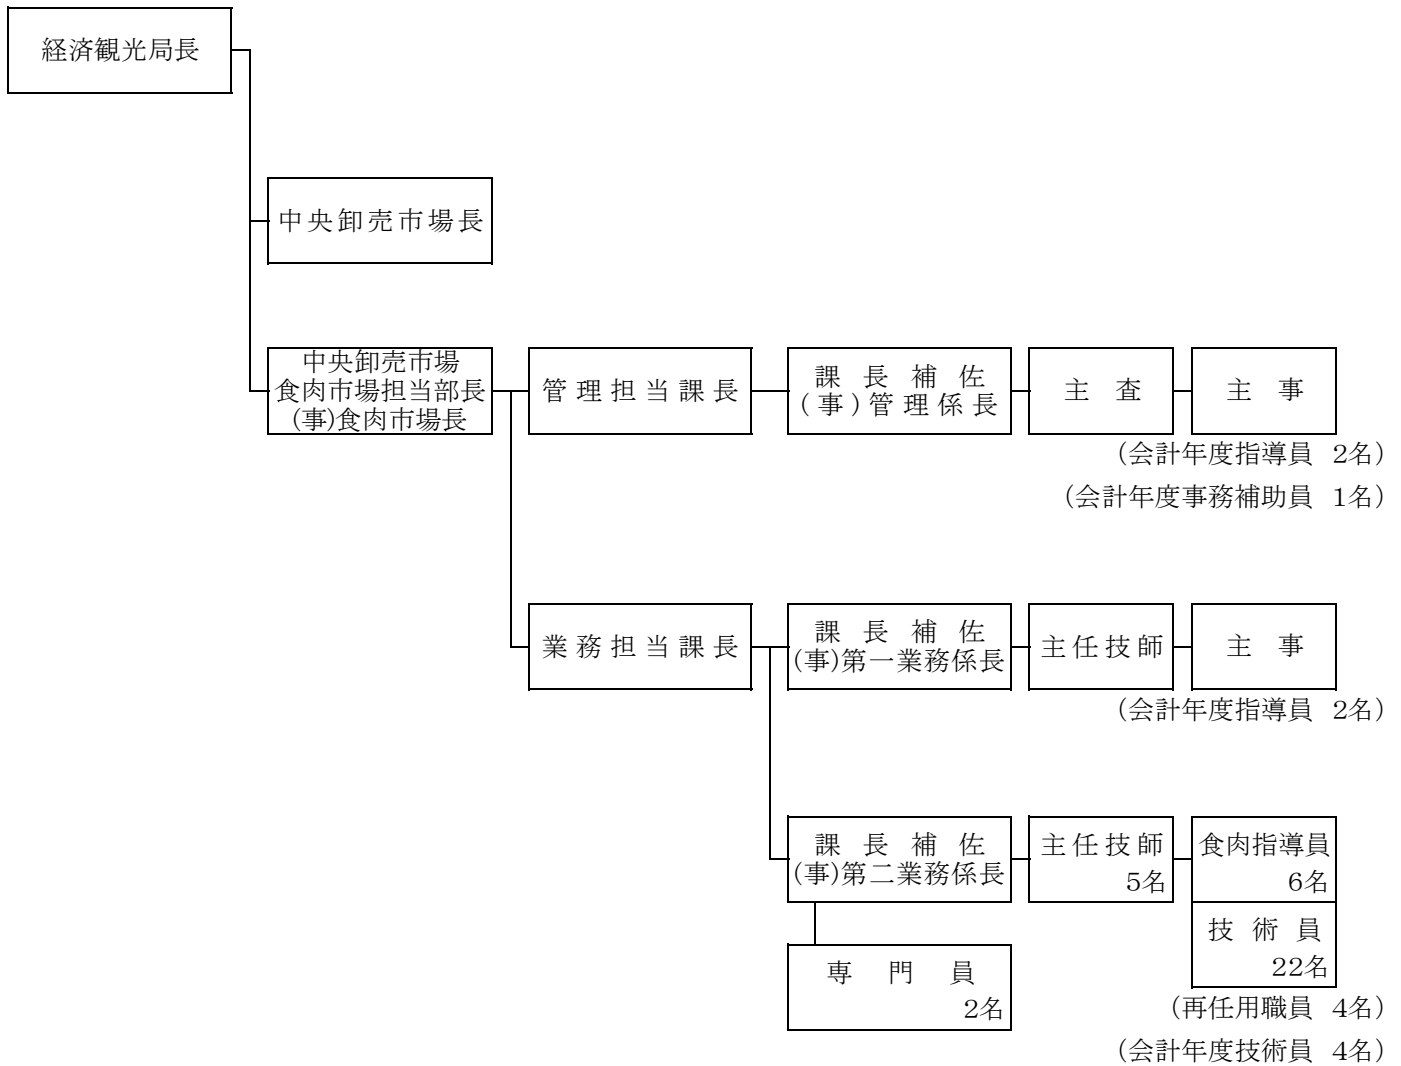 経済観光局長
中央卸売市場長
中央卸売市場
食肉市場担当部長
(事)食肉市場長
管理担当課長
課長補佐
(事)管理係長
主査
主事
(会計年度指導員 2名)
(会計年度事務補助員 1名)
業務担当課長
課長補佐
(事)第一業務係長
主任技師
主事
(会計年度指導員 2名)
課長補佐
(事)第二業務係長
主任技師
5名
食肉指導員
6名
技術員
22名
専門員
2名
(再任用職員 4名)
(会計年度技術員 4名)